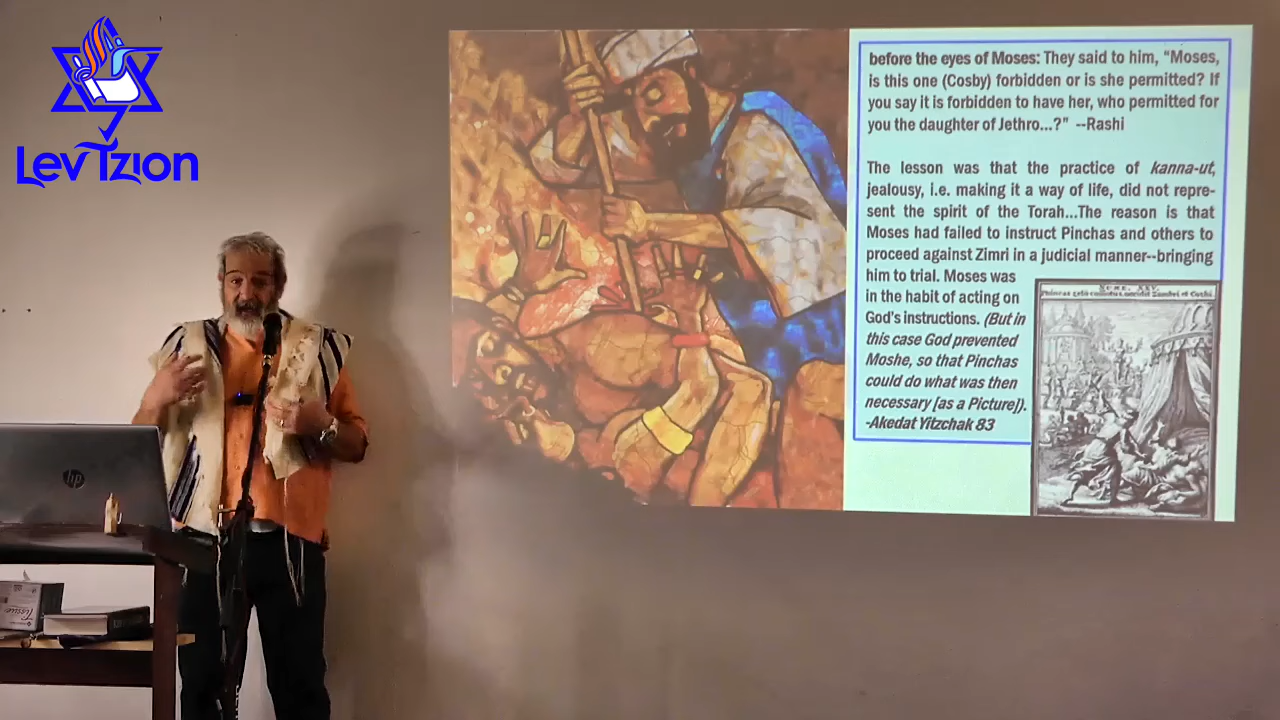 Lev Tzion
before the eyes of Moses: They said to him, "Moses,
is this one (Cosby) forbidden or is she permitted? If
you say it is forbidden to have her, who permitted for
you the daughter of Jethro...?" --Rashi
The lesson was that the practice of kanna-ut,
jealousy, i.e. making it a way of life, did not repre-
sent the spirit of the Torah...The reason is that
Moses had failed to instruct Pinchas and others to
proceed against Zimri in a judicial manner--bringing
him to trial. Moses was
in the habit of acting on
God's instructions. (But in
this case God prevented
Moshe, so that Pinchas
could do what was then
necessary [as a Picture]).
-Akedat Yitzchak 83
NUME. XXV.
hp
Tissue